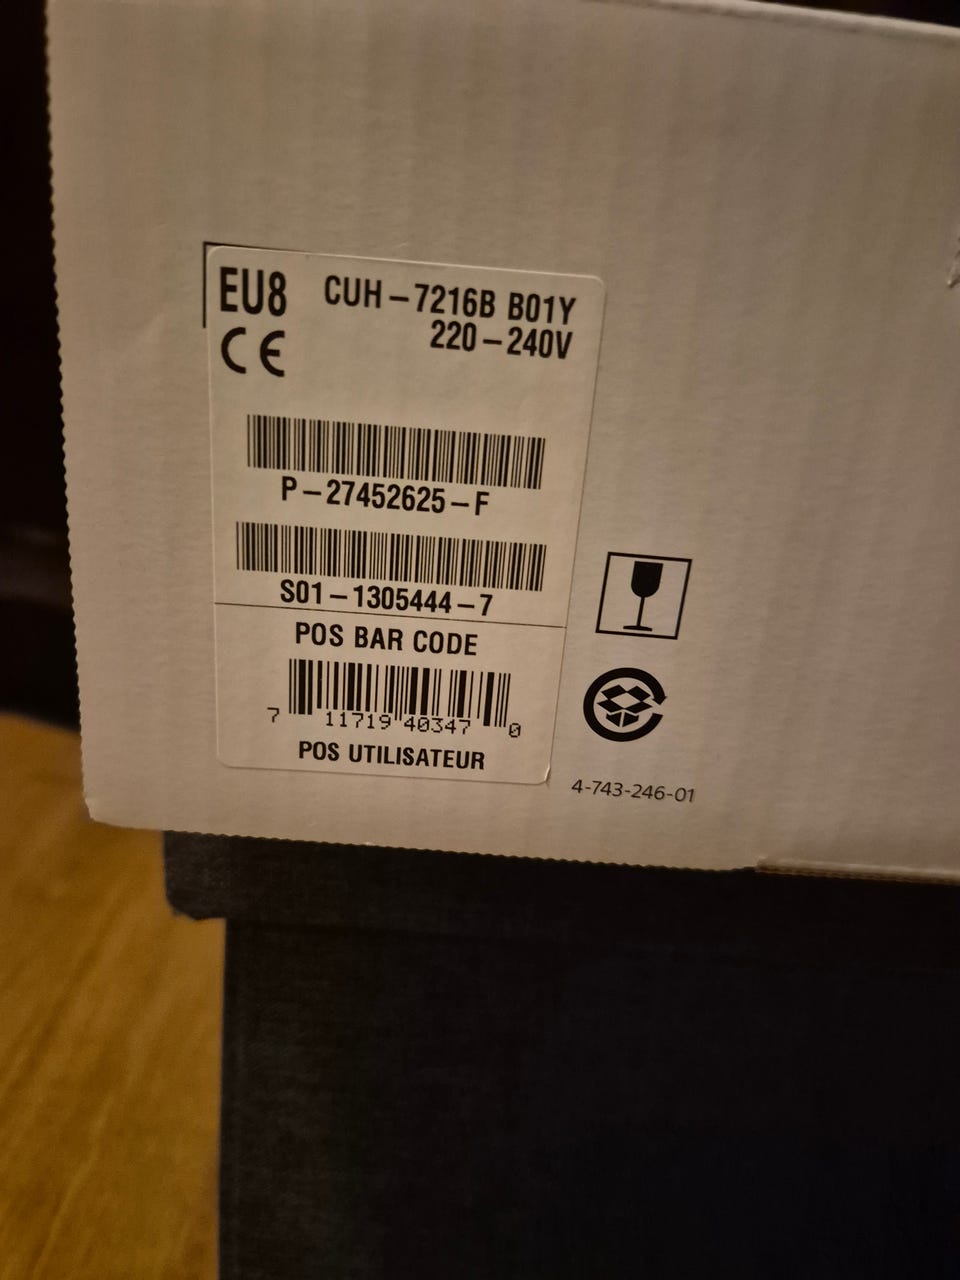 EU8 CUH-7216B B01Y
CE 220-240V
P-27452625-F
S01-1305444-7
POS BAR CODE
7 11719 40347 0
POS UTILISATEUR
4-743-246-01